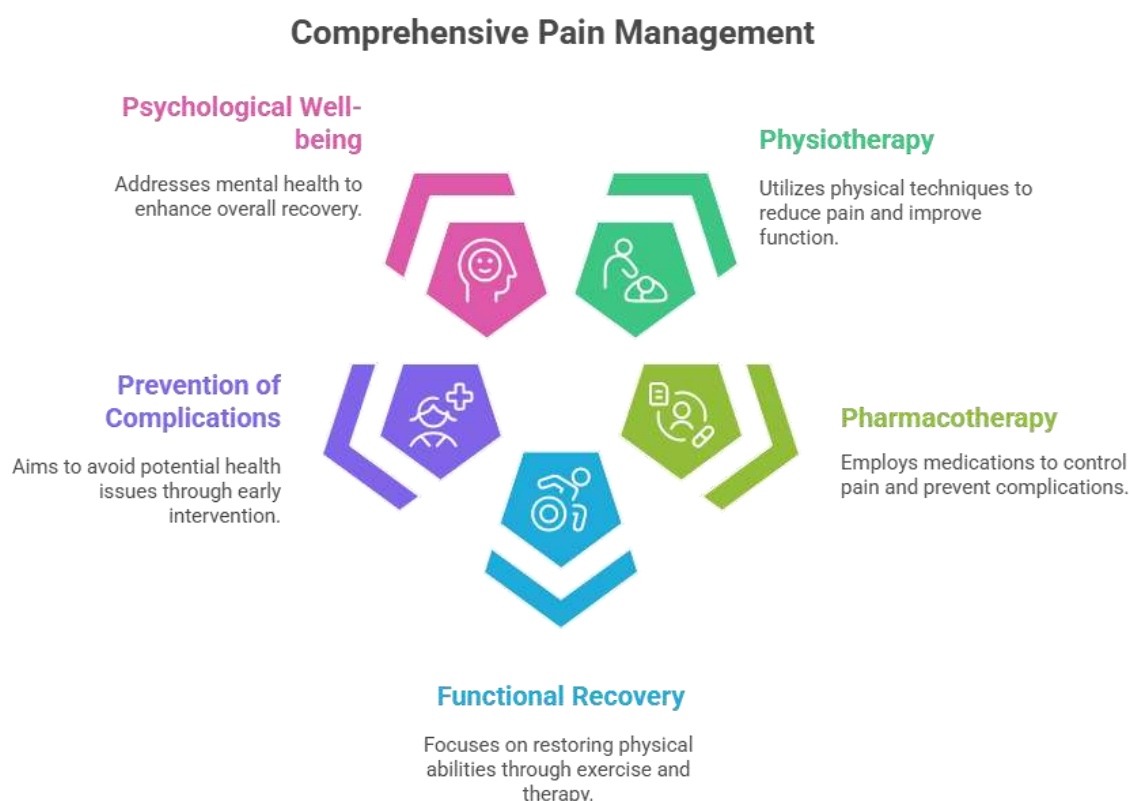 Comprehensive Pain Management
Psychological Well-
being
Addresses mental health to
enhance overall recovery.
Physiotherapy
Utilizes physical techniques to
reduce pain and improve
function.
Prevention of
Complications
Aims to avoid potential health
issues through early
intervention.
Pharmacotherapy
Employs medications to control
pain and prevent complications.
Functional Recovery
Focuses on restoring physical
abilities through exercise and
therapy.